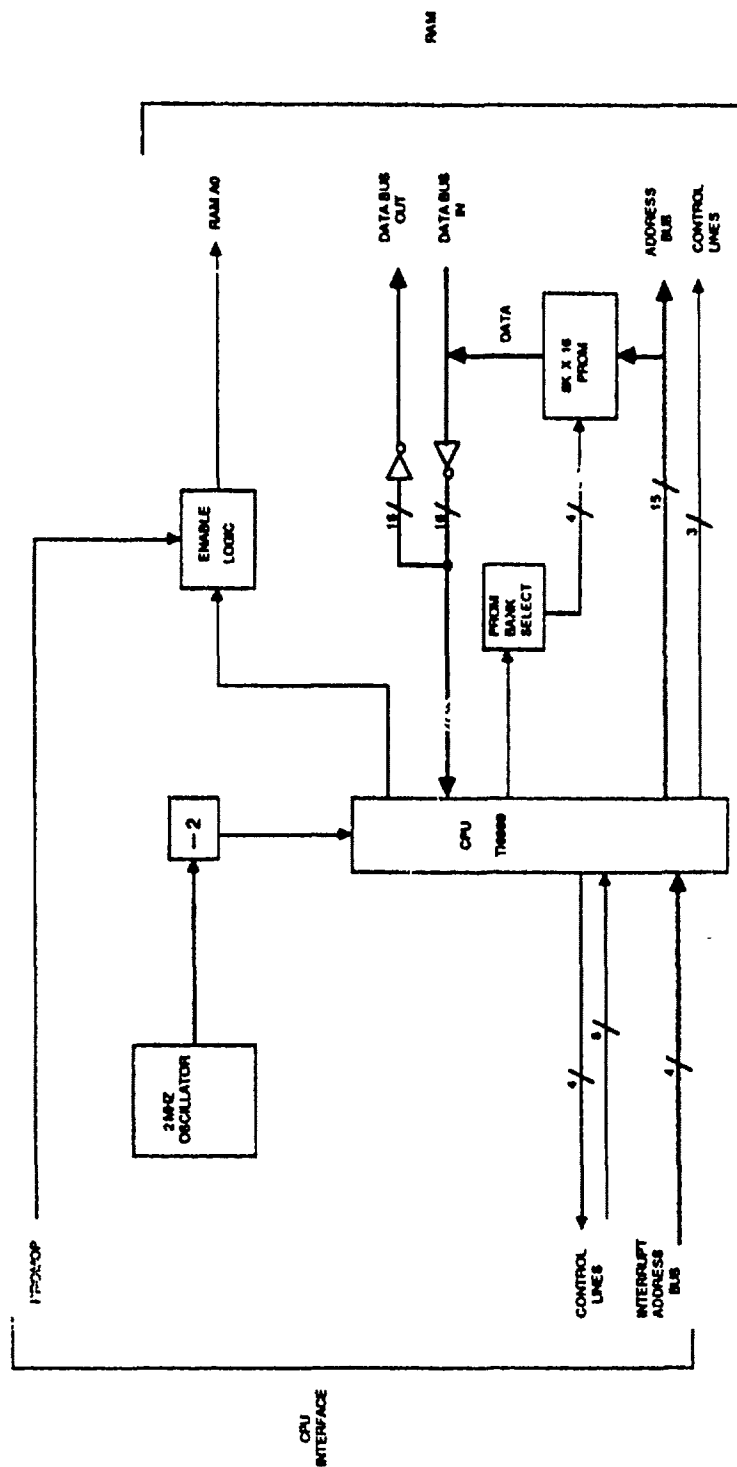 CPU
INTERFACE
2 MHZ
OSCILLATOR
—2
ENABLE
LOGIC
RAM A0
RAM
CPU
DATA BUS
OUT
DATA BUS
IN
16
16
DATA
PROM
BANK
SELECT
4
8K X 16
PROM
15
ADDRESS
BUS
3
CONTROL
LINES
CONTROL
LINES
4
INTERRUPT
ADDRESS
BUS
4